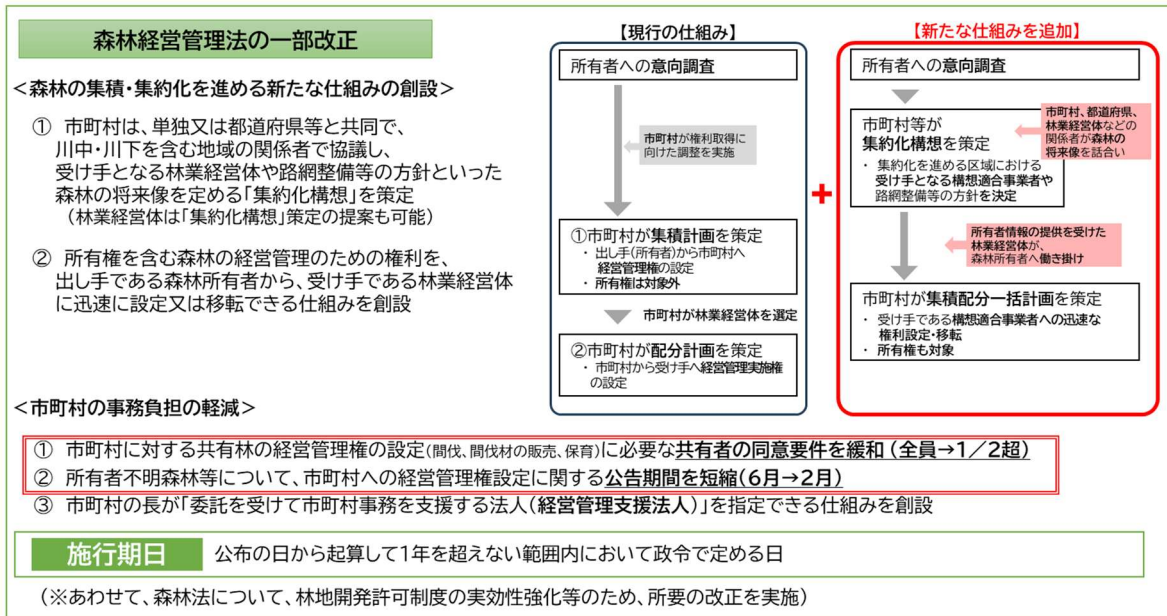 森林経営管理法の一部改正
<森林の集積・集約化を進める新たな仕組みの創設>
① 市町村は、単独又は都道府県等と共同で、
川中・川下を含む地域の関係者で協議し、
受け手となる林業経営体や路網整備等の方針といった
森林の将来像を定める「集約化構想」を策定
(林業経営体は「集約化構想」策定の提案も可能)
② 所有権を含む森林の経営管理のための権利を、
出し手である森林所有者から、受け手である林業経営体
に迅速に設定又は移転できる仕組みを創設
【現行の仕組み】
所有者への意向調査
市町村が権利取得に
向けた調整を実施
①市町村が集積計画を策定
・ 出し手(所有者)から市町村へ
経営管理権の設定
・ 所有権は対象外
市町村が林業経営体を選定
②市町村が配分計画を策定
・ 市町村から受け手へ経営管理実施権
の設定
+
【新たな仕組みを追加】
所有者への意向調査
市町村等が
集約化構想を策定
・ 集約化を進める区域における
受け手となる構想適合事業者や
路網整備等の方針を決定
市町村、都道府県、
林業経営体などの
関係者が森林の
将来像を話合い
所有者情報の提供を受けた
林業経営体が、
森林所有者へ働き掛け
市町村が集積配分一括計画を策定
・ 受け手である構想適合事業者への迅速な
権利設定・移転
・ 所有権も対象
<市町村の事務負担の軽減>
① 市町村に対する共有林の経営管理権の設定(間伐、間伐材の販売、保育)に必要な共有者の同意要件を緩和(全員→1/2超)
② 所有者不明森林等について、市町村への経営管理権設定に関する公告期間を短縮(6月→2月)
③ 市町村の長が「委託を受けて市町村事務を支援する法人(経営管理支援法人)」を指定できる仕組みを創設
施行期日
公布の日から起算して1年を超えない範囲内において政令で定める日
(※あわせて、森林法について、林地開発許可制度の実効性強化等のため、所要の改正を実施)